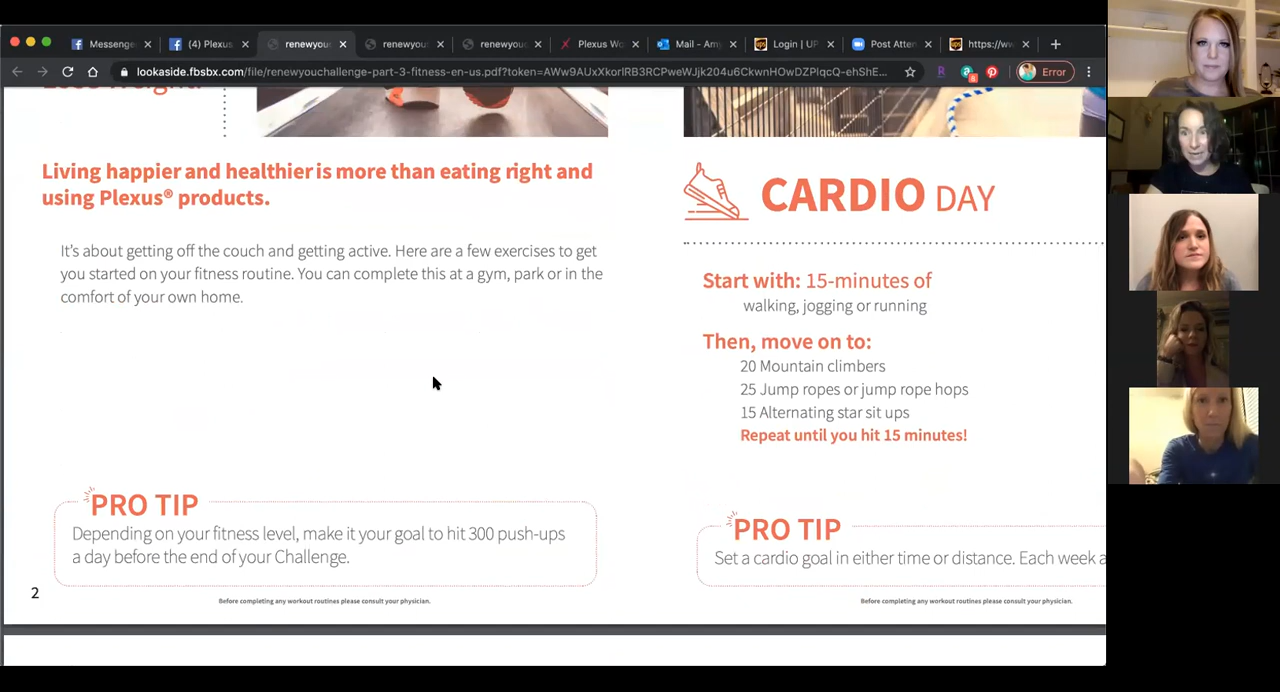 Messenge
(4) Plexus
renewyou
renewyour
renewyou
Plexus Wo
Mail - Am
Login | UP
Post Atten
https://ww
lookaside.fbsbx.com/file/renewyouchallenge-part-3-fitness-en-us.pdf?token=
Error
Living happier and healthier is more than eating right and
using Plexus® products.
It's about getting off the couch and getting active. Here are a few exercises to get
you started on your fitness routine. You can complete this at a gym, park or in the
comfort of your own home.
PRO TIP
Depending on your fitness level, make it your goal to hit 300 push-ups
a day before the end of your Challenge.
2
Before completing any workout routines please consult your physician.
CARDIO DAY
Start with: 15-minutes of
walking, jogging or running
Then, move on to:
20 Mountain climbers
25 Jump ropes or jump rope hops
15 Alternating star sit ups
Repeat until you hit 15 minutes!
PRO TIP
Set a cardio goal in either time or distance. Each week a
Before completing any workout routines please consult your physician.